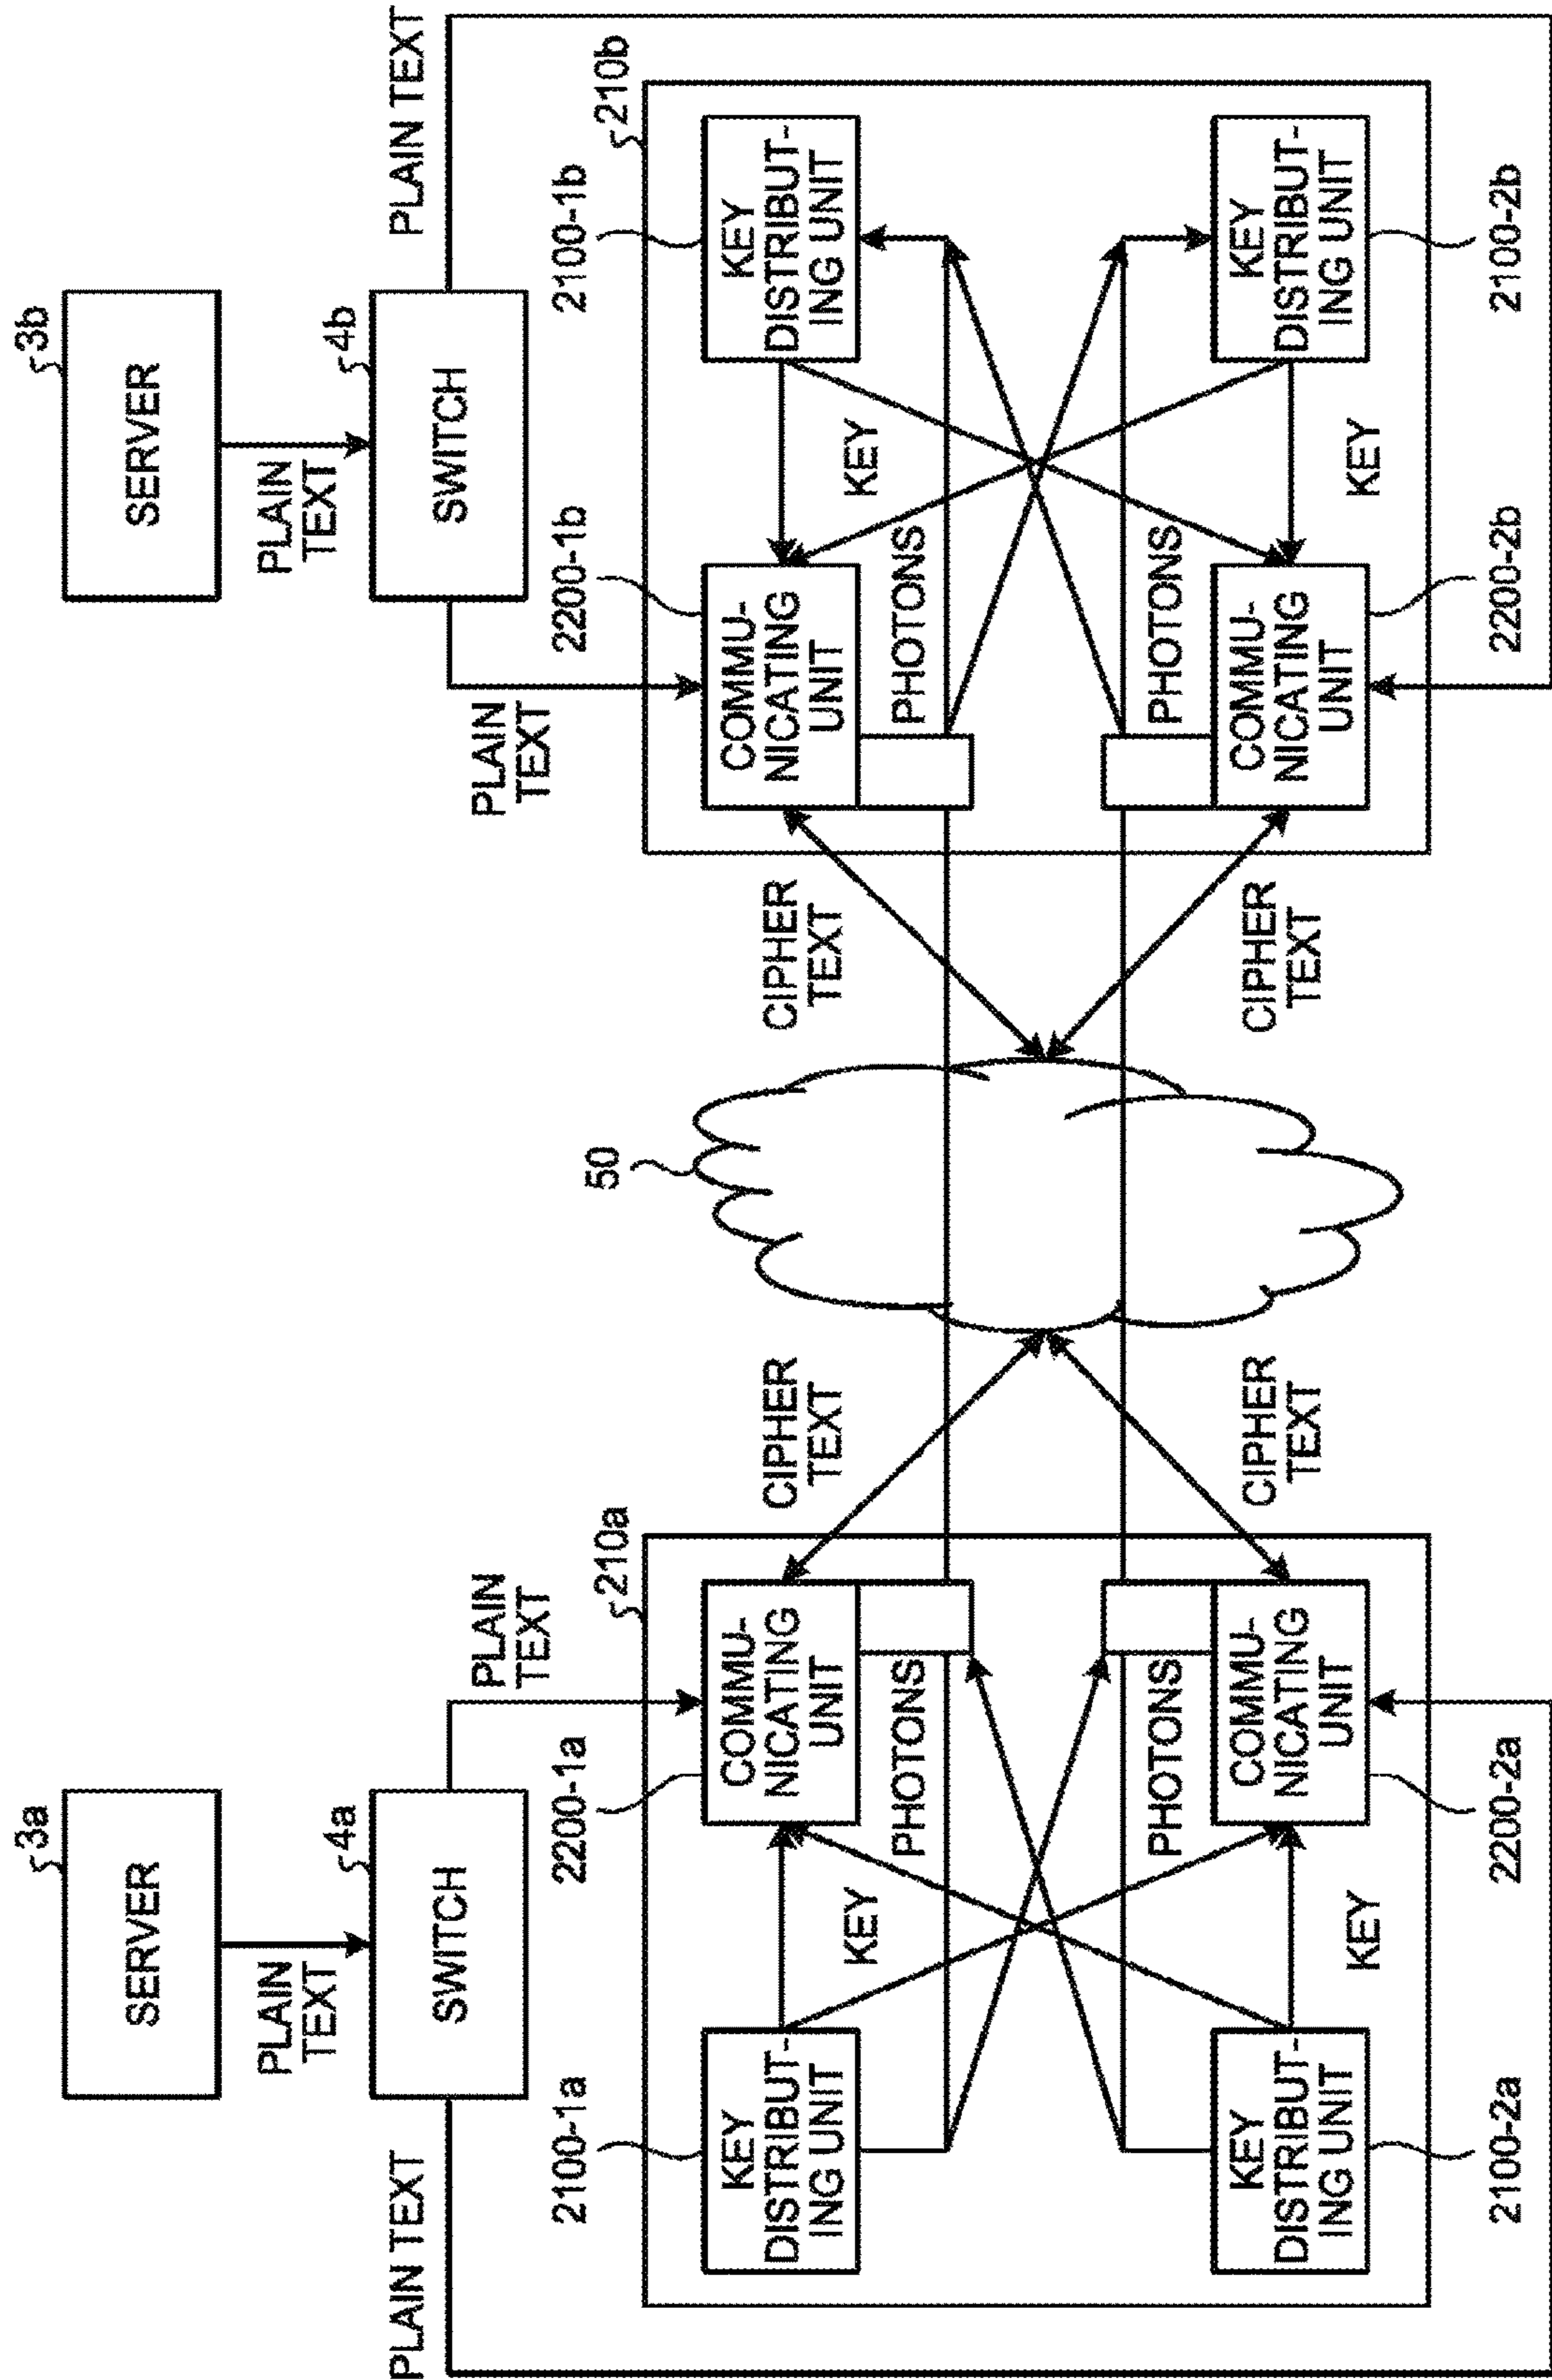 3a
SERVER
PLAIN
TEXT
4a
SWITCH
PLAIN TEXT
PLAIN
TEXT
210a
2100-1a
KEY
DISTRIBUT-
ING UNIT
2200-1a
COMMU-
NICATING
UNIT
KEY
PHOTONS
PHOTONS
KEY
KEY
DISTRIBUT-
ING UNIT
2100-2a
COMMU-
NICATING
UNIT
2200-2a
CIPHER
TEXT
CIPHER
TEXT
50
CIPHER
TEXT
CIPHER
TEXT
3b
SERVER
PLAIN
TEXT
4b
SWITCH
PLAIN
TEXT
PLAIN TEXT
210b
2200-1b
COMMU-
NICATING
UNIT
2100-1b
KEY
DISTRIBUT-
ING UNIT
KEY
PHOTONS
PHOTONS
KEY
COMMU-
NICATING
UNIT
2200-2b
KEY
DISTRIBUT-
ING UNIT
2100-2b